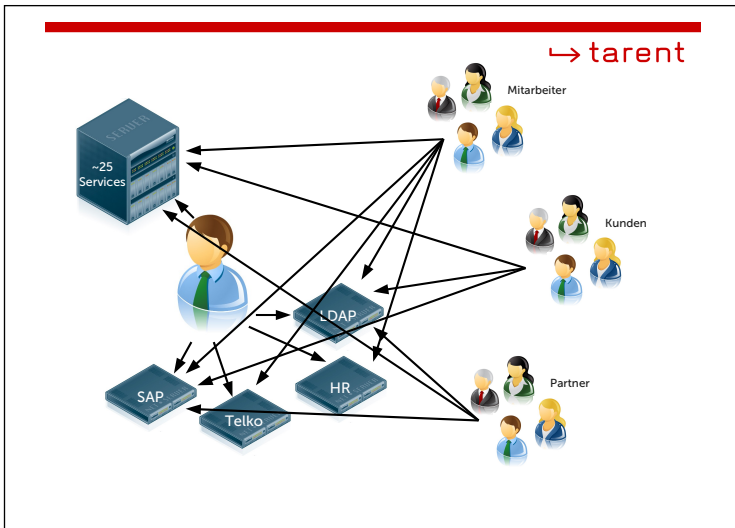 tarent
Mitarbeiter
SERVER
~25
Services
Kunden
LDAP
HR
SAP
Telko
Partner